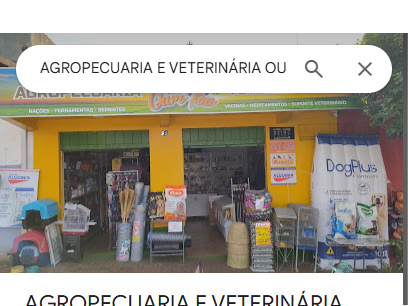 AGROPECUARIA E VETERINÁRIA OU
AGROPECUARIA
RAÇÕES - FERRAMENTAS - SEMENTES
VACINAS - MEDICAMENTOS - SUPORTE VETERINÁRIO
DogPlus
AGROPECUARIA E VETERINÁRIA